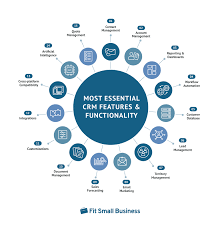 MOST ESSENTIAL
CRM FEATURES &
FUNCTIONALITY
Contact
Management
Account
Management
Reporting &
Dashboards
Workflow
Automation
Customer
Database
Lead
Management
Territory
Management
Email
Marketing
Sales
Forecasting
Document
Management
Customizations
Integrations
Cross-platform
Compatibility
Artificial
Intelligence
Quote
Management
Fit Small Business